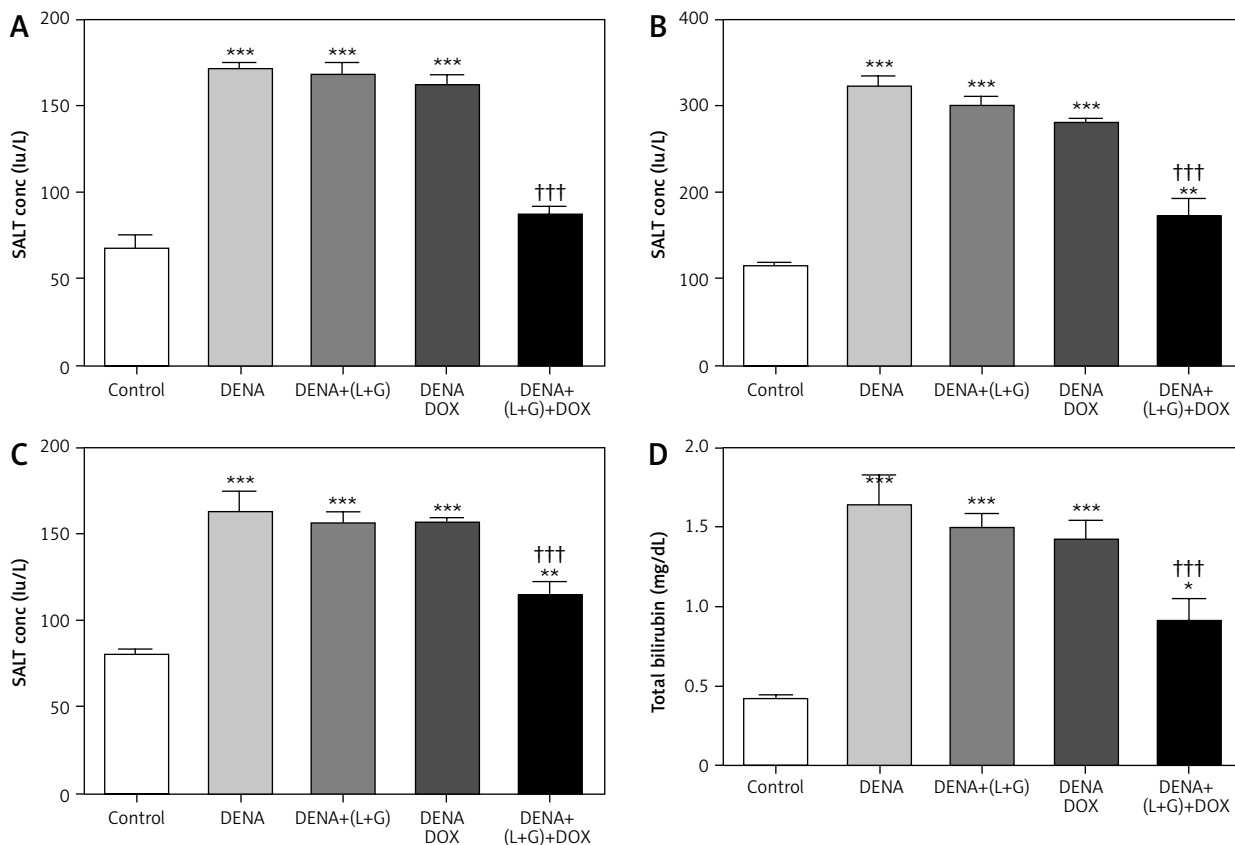 A
SALT conc (Iu/L)
200
150
100
50
0
***
***
***
†††
Control
DENA
DENA+(L+G)
DENA
DOX
DENA+
(L+G)+DOX
B
SALT conc (Iu/L)
400
300
200
100
0
***
***
***
†††
**
Control
DENA
DENA+(L+G)
DENA
DOX
DENA+
(L+G)+DOX
C
SALT conc (Iu/L)
200
150
100
50
0
***
***
***
†††
**
Control
DENA
DENA+(L+G)
DENA
DOX
DENA+
(L+G)+DOX
D
Total bilirubin (mg/dL)
2.0
1.5
1.0
0.5
0
***
***
***
†††
*
Control
DENA
DENA+(L+G)
DENA
DOX
DENA+
(L+G)+DOX